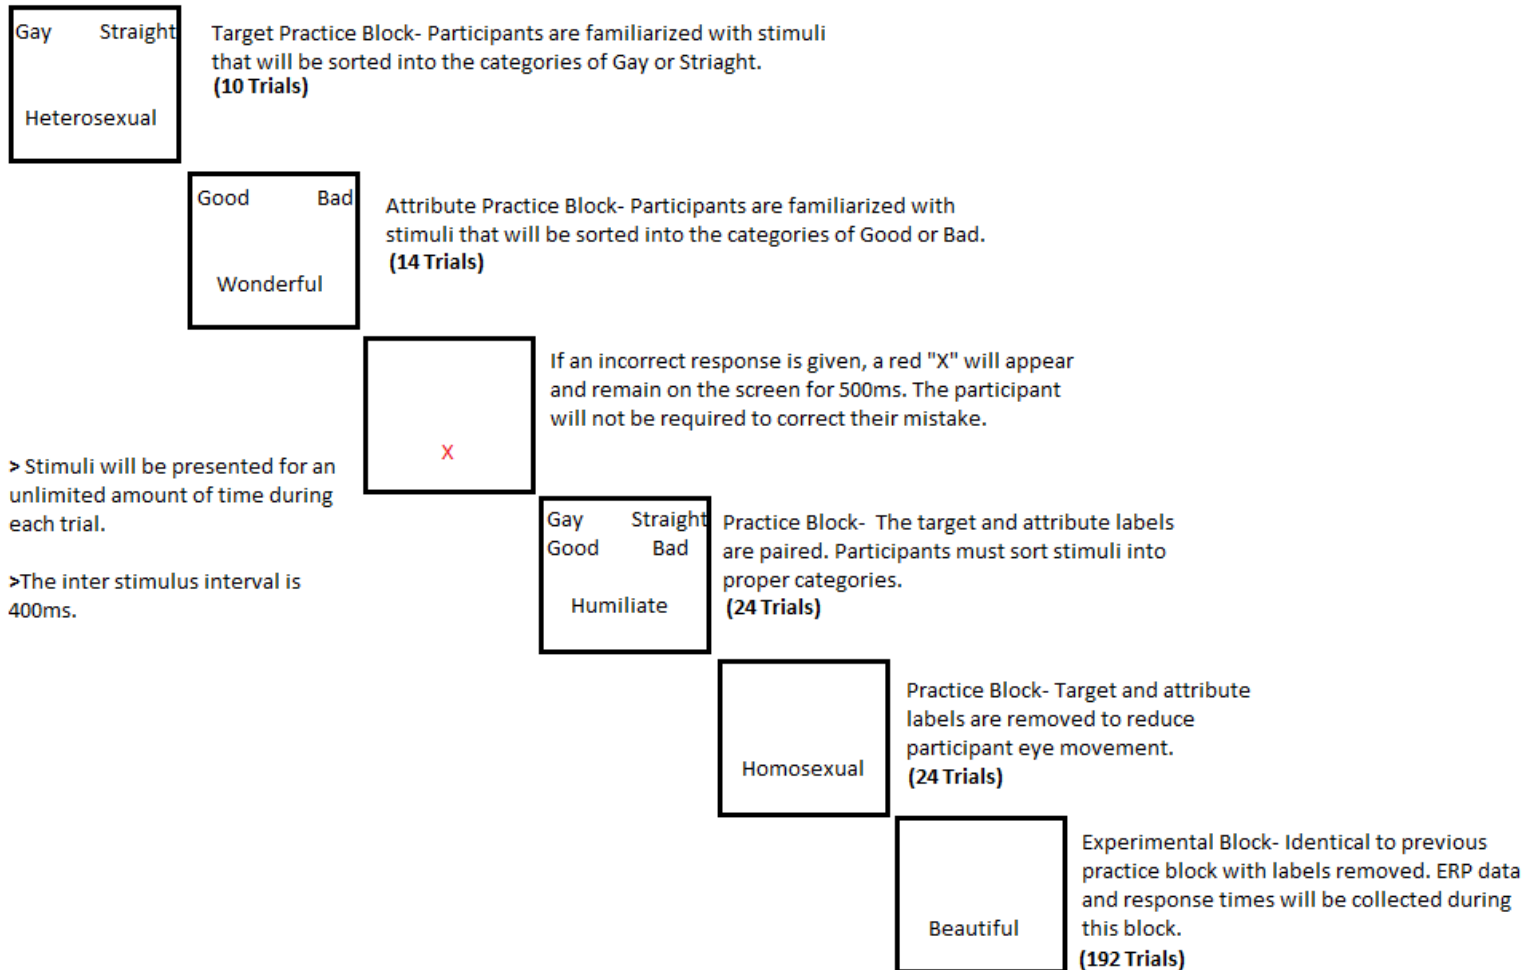 Gay Straight
Heterosexual
Target Practice Block- Participants are familiarized with stimuli
that will be sorted into the categories of Gay or Striaght.
(10 Trials)
Good Bad
Wonderful
Attribute Practice Block- Participants are familiarized with
stimuli that will be sorted into the categories of Good or Bad.
(14 Trials)
X
If an incorrect response is given, a red "X" will appear
and remain on the screen for 500ms. The participant
will not be required to correct their mistake.
> Stimuli will be presented for an
unlimited amount of time during
each trial.
>The inter stimulus interval is
400ms.
Gay Straight
Good Bad
Humiliate
Practice Block- The target and attribute labels
are paired. Participants must sort stimuli into
proper categories.
(24 Trials)
Homosexual
Practice Block- Target and attribute
labels are removed to reduce
participant eye movement.
(24 Trials)
Beautiful
Experimental Block- Identical to previous
practice block with labels removed. ERP data
and response times will be collected during
this block.
(192 Trials)